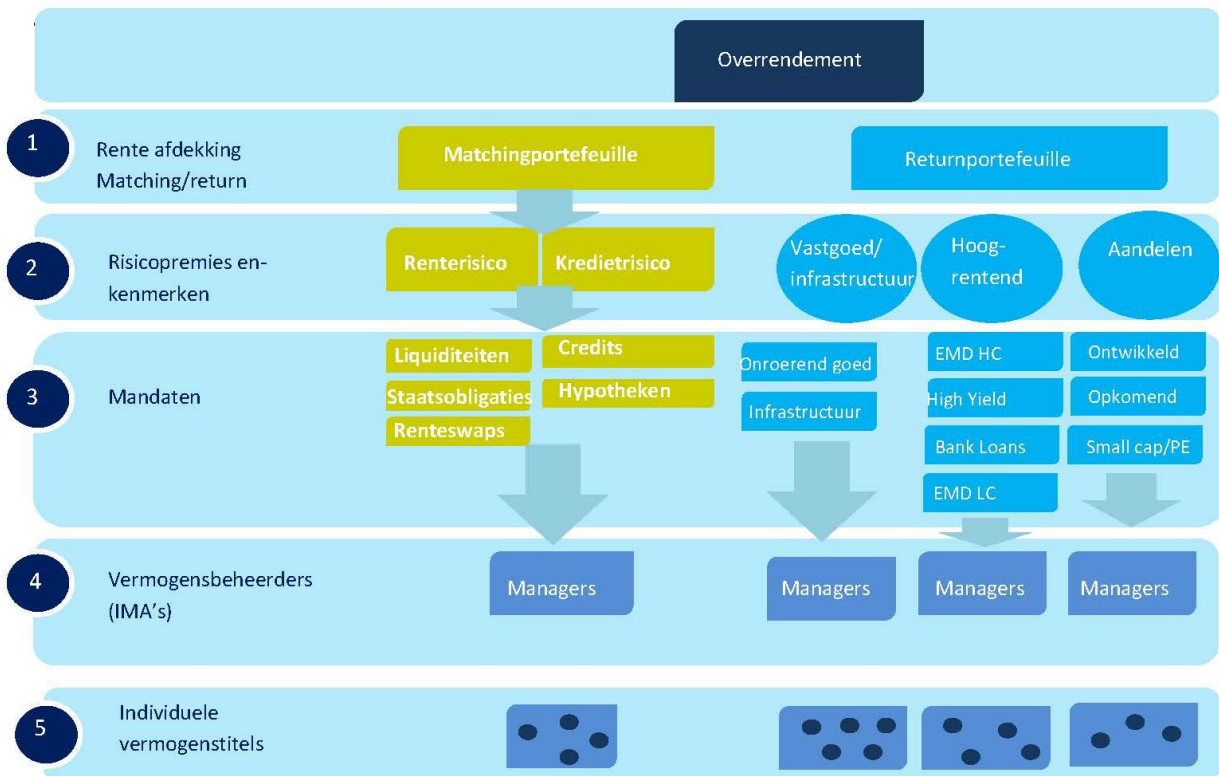 Overrendement
1
Rente afdekking
Matching/return
Matchingportefeuille
Returnportefeuille
2
Risicopremies en-
kenmerken
Renterisico
Kredietrisico
Vastgoed/
infrastructuur
Hoog-
rentend
Aandelen
3
Mandaten
Liquiditeiten
Staatsobligaties
Renteswaps
Credits
Hypotheken
Onroerend goed
Infrastructuur
EMD HC
High Yield
Bank Loans
EMD LC
Ontwikkeld
Opkomend
Small cap/PE
4
Vermogensbeheerders
(IMA's)
Managers
Managers
Managers
Managers
5
Individuele
vermogenstitels